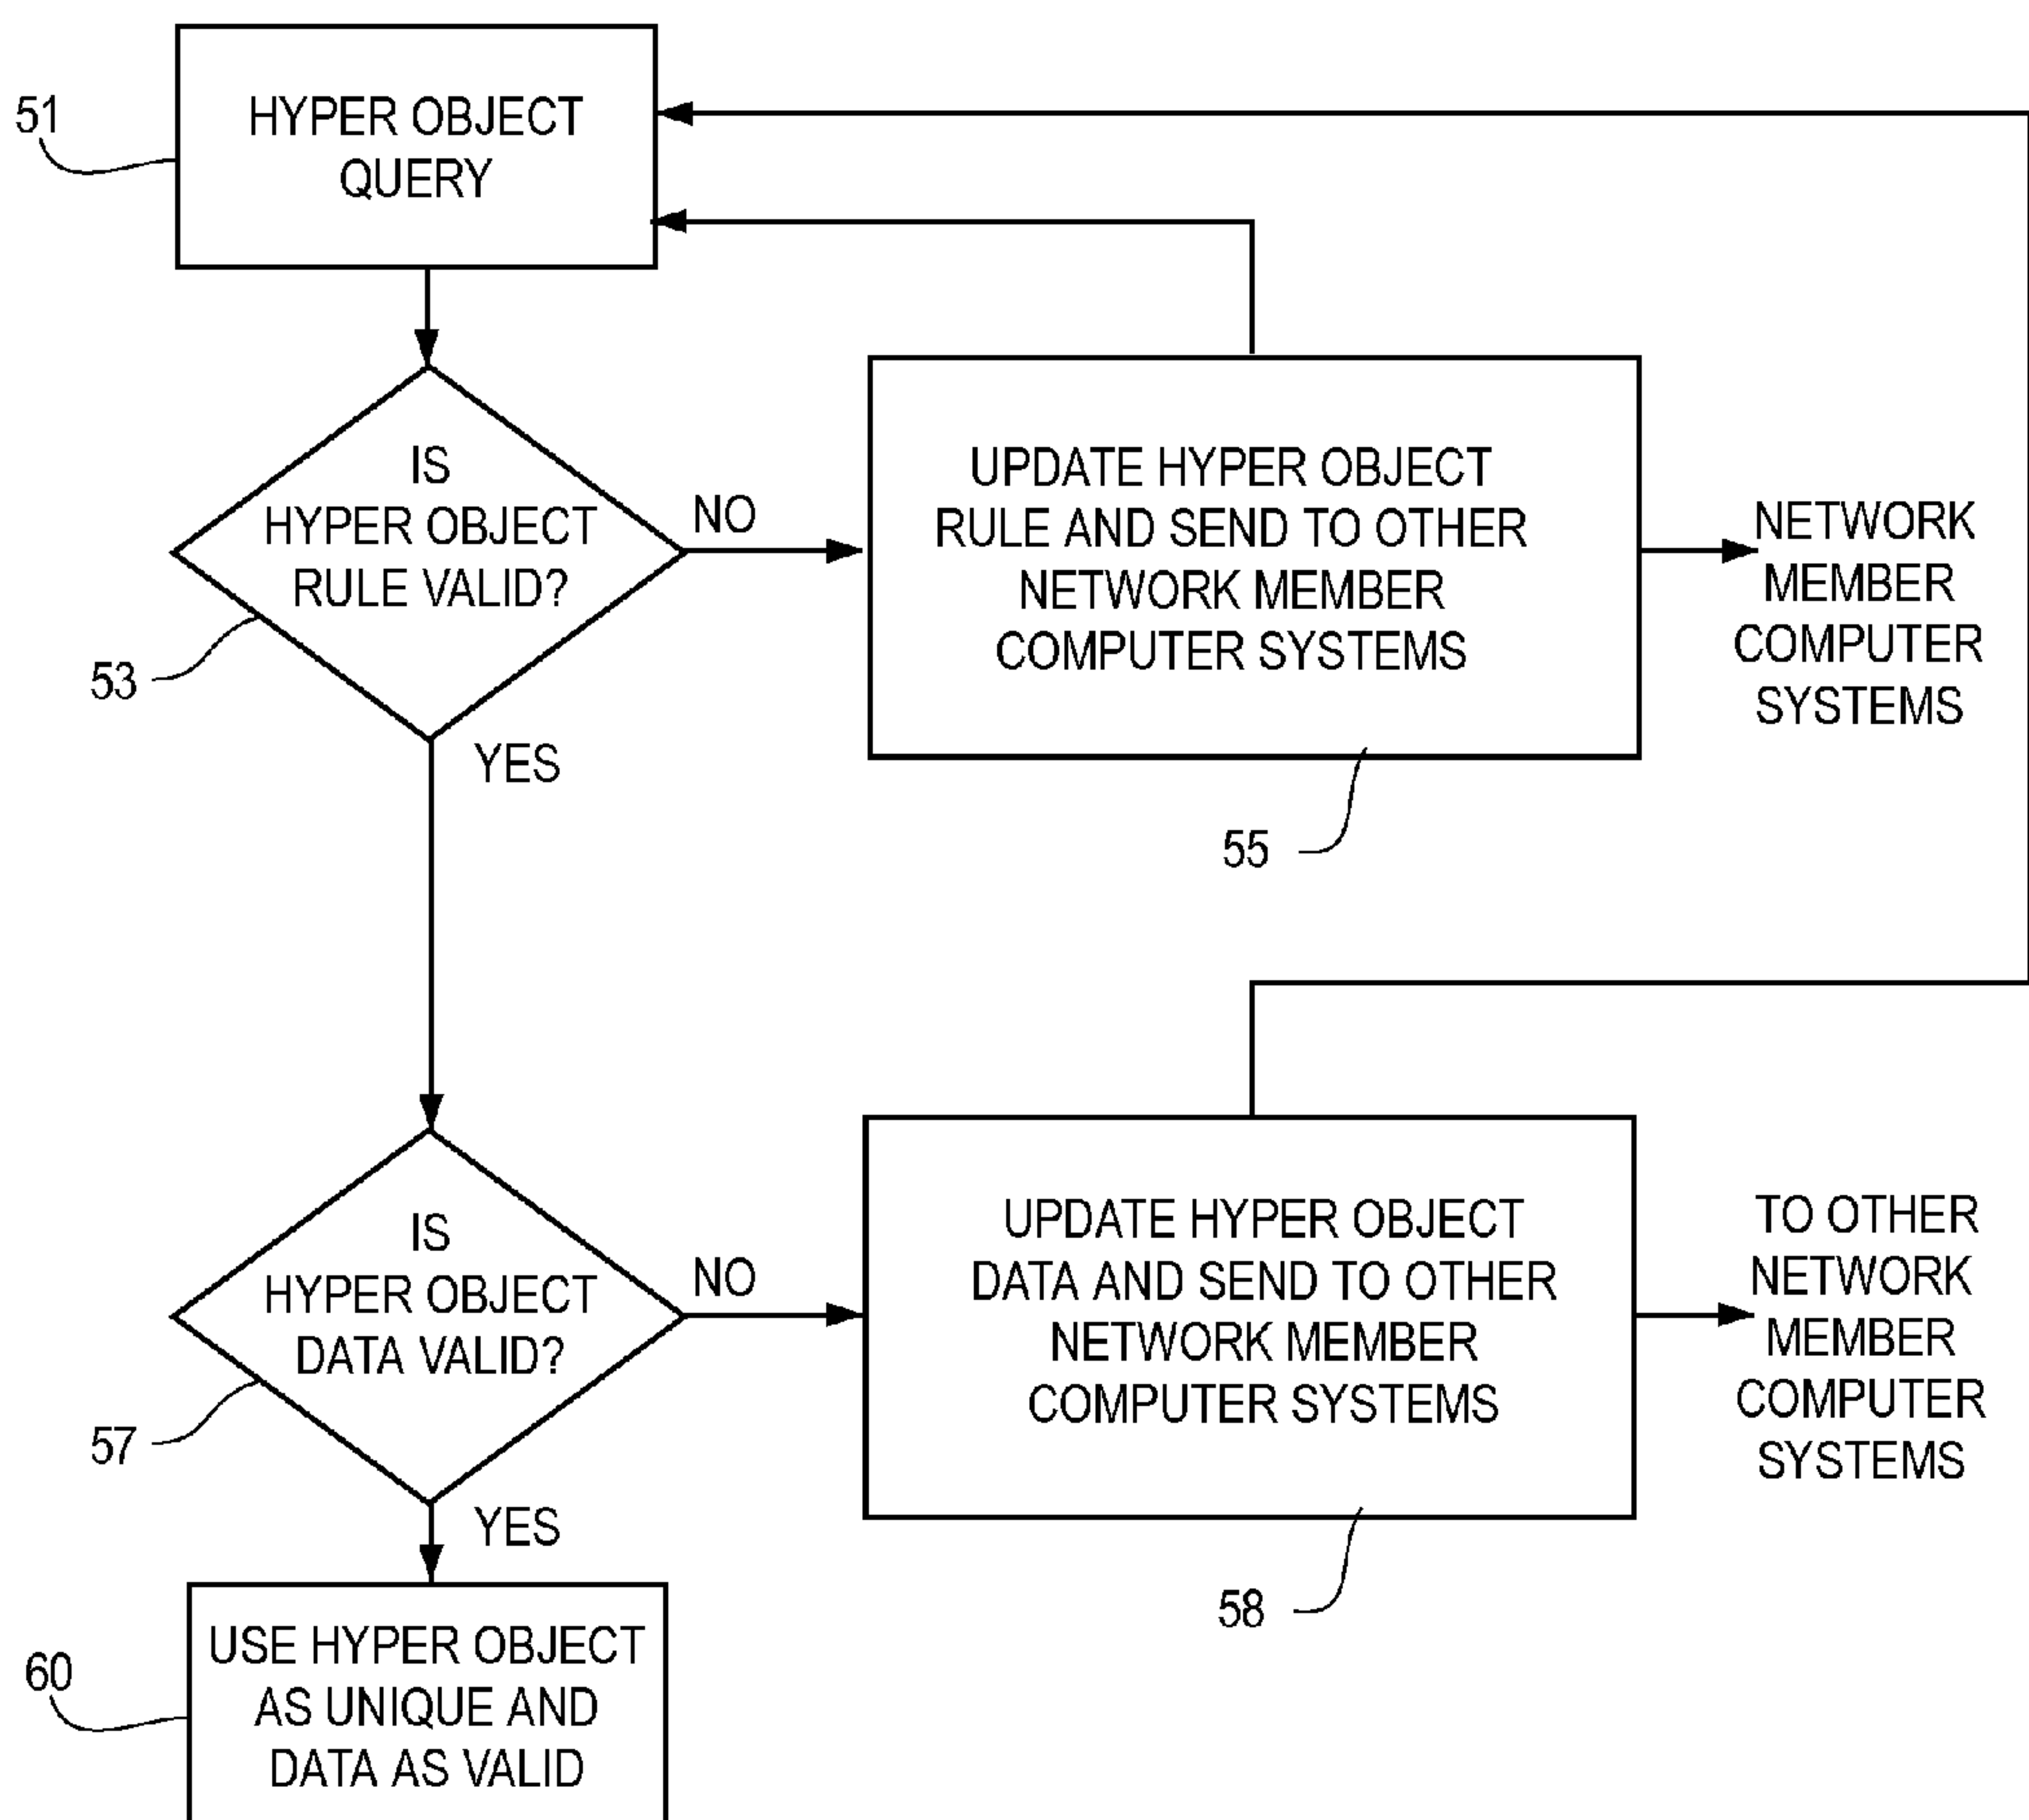 51
HYPER OBJECT
QUERY
IS
HYPER OBJECT
RULE VALID?
53
NO
YES
UPDATE HYPER OBJECT
RULE AND SEND TO OTHER
NETWORK MEMBER
COMPUTER SYSTEMS
55
NETWORK
MEMBER
COMPUTER
SYSTEMS
IS
HYPER OBJECT
DATA VALID?
57
NO
YES
UPDATE HYPER OBJECT
DATA AND SEND TO OTHER
NETWORK MEMBER
COMPUTER SYSTEMS
58
TO OTHER
NETWORK
MEMBER
COMPUTER
SYSTEMS
60
USE HYPER OBJECT
AS UNIQUE AND
DATA AS VALID